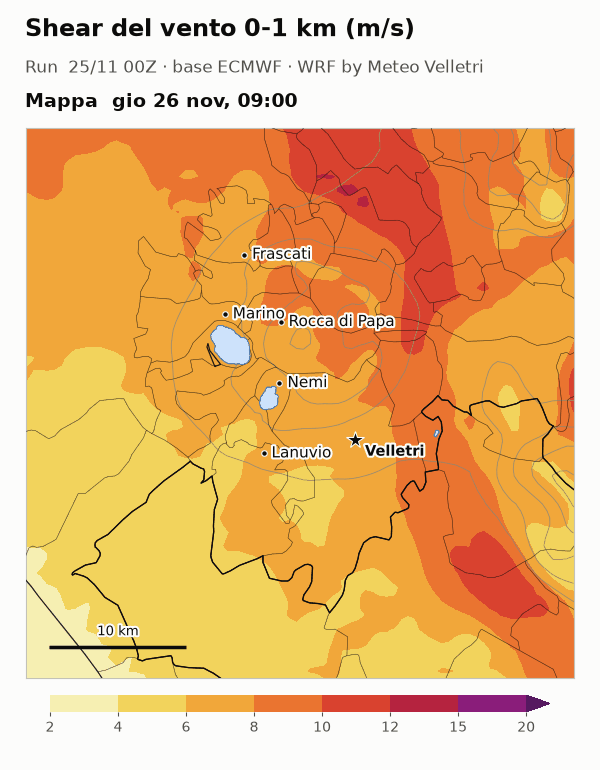 Shear del vento 0-1 km (m/s)
Run 25/11 00Z · base ECMWF · WRF by Meteo Velletri
Mappa gio 26 nov, 09:00
Frascati
Marino
Rocca di Papa
Nemi
Velletri
Lanuvio
10 km
2 4 6 8 10 12 15 20